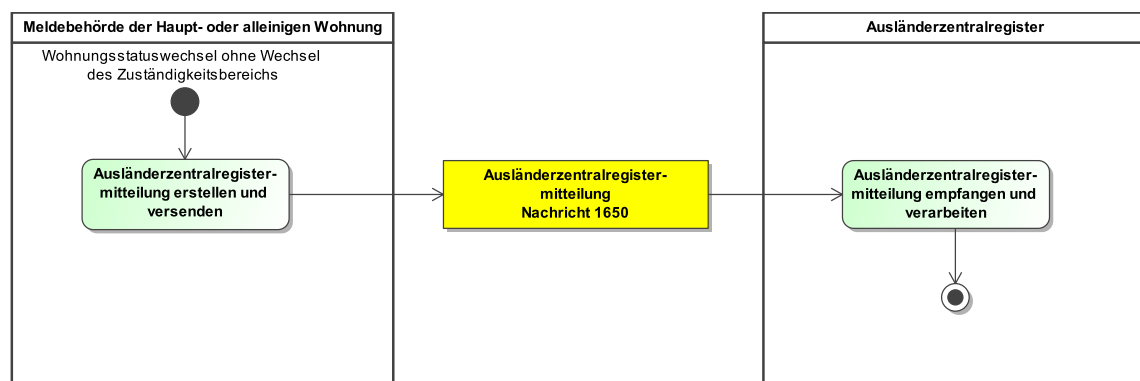 Meldebehörde der Haupt- oder alleinigen Wohnung
Wohnungsstatuswechsel ohne Wechsel
des Zuständigkeitsbereichs
Ausländerzentralregister-
mitteilung erstellen und
versenden
Ausländerzentralregister-
mitteilung
Nachricht 1650
Ausländerzentralregister
Ausländerzentralregister-
mitteilung empfangen und
verarbeiten